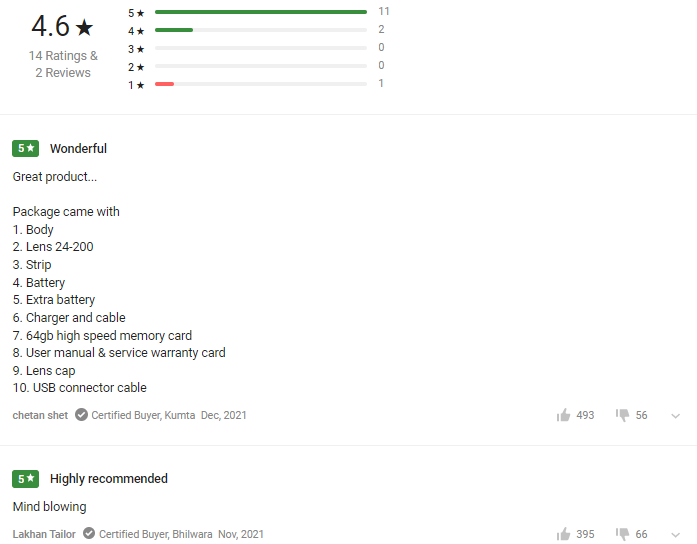 4.6 ★
14 Ratings &
2 Reviews
5 ★ 11
4 ★ 2
3 ★ 0
2 ★ 0
1 ★ 1
5 ★ Wonderful
Great product...
Package came with
1. Body
2. Lens 24-200
3. Strip
4. Battery
5. Extra battery
6. Charger and cable
7. 64gb high speed memory card
8. User manual & service warranty card
9. Lens cap
10. USB connector cable
chetan shet Certified Buyer, Kumta Dec, 2021 493 56
5 ★ Highly recommended
Mind blowing
Lakhan Tailor Certified Buyer, Bhilwara Nov, 2021 395 66